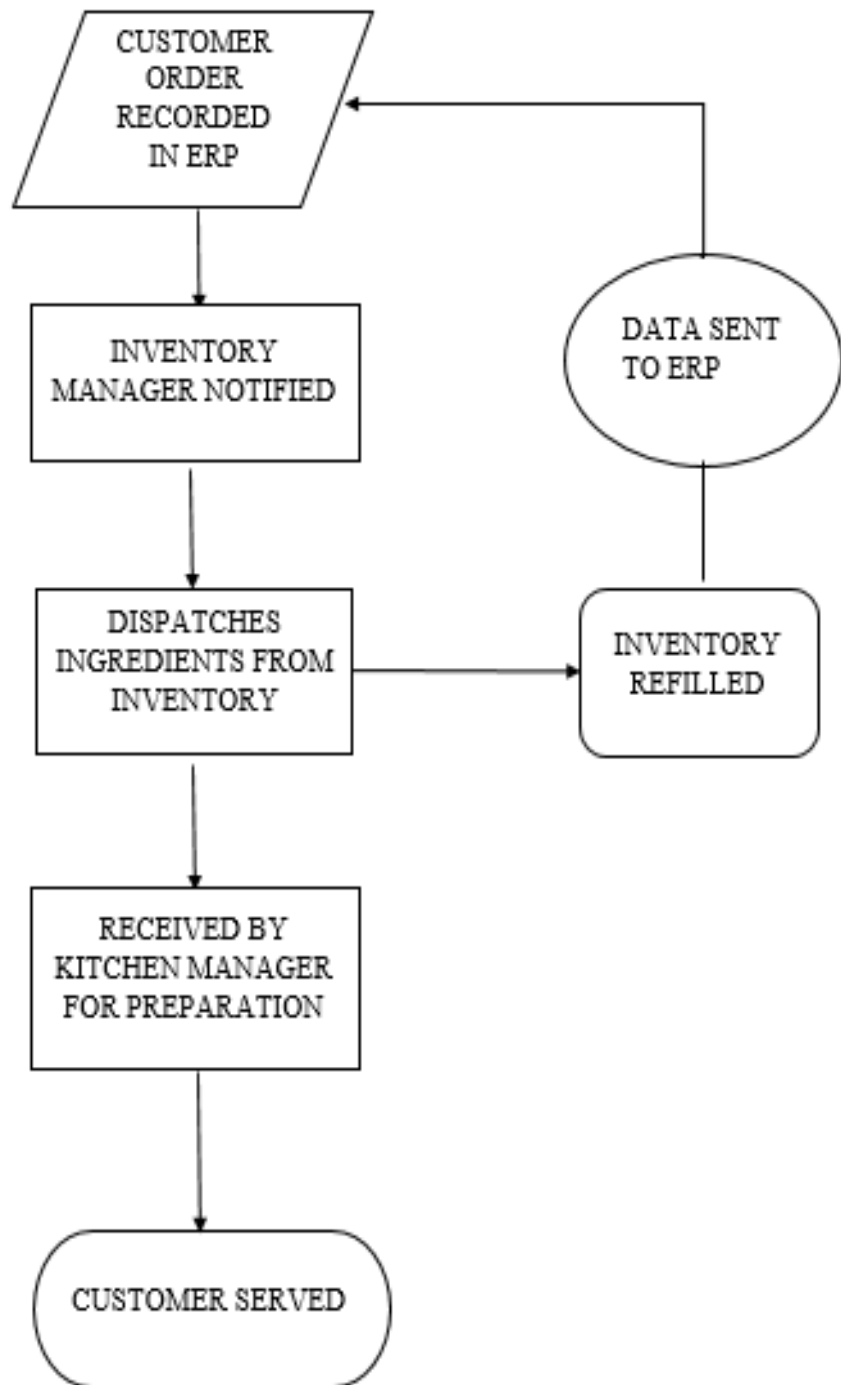 CUSTOMER
ORDER
RECORDED
IN ERP
INVENTORY
MANAGER NOTIFIED
DATA SENT
TO ERP
DISPATCHES
INGREDIENTS FROM
INVENTORY
INVENTORY
REFILLED
RECEIVED BY
KITCHEN MANAGER
FOR PREPARATION
CUSTOMER SERVED